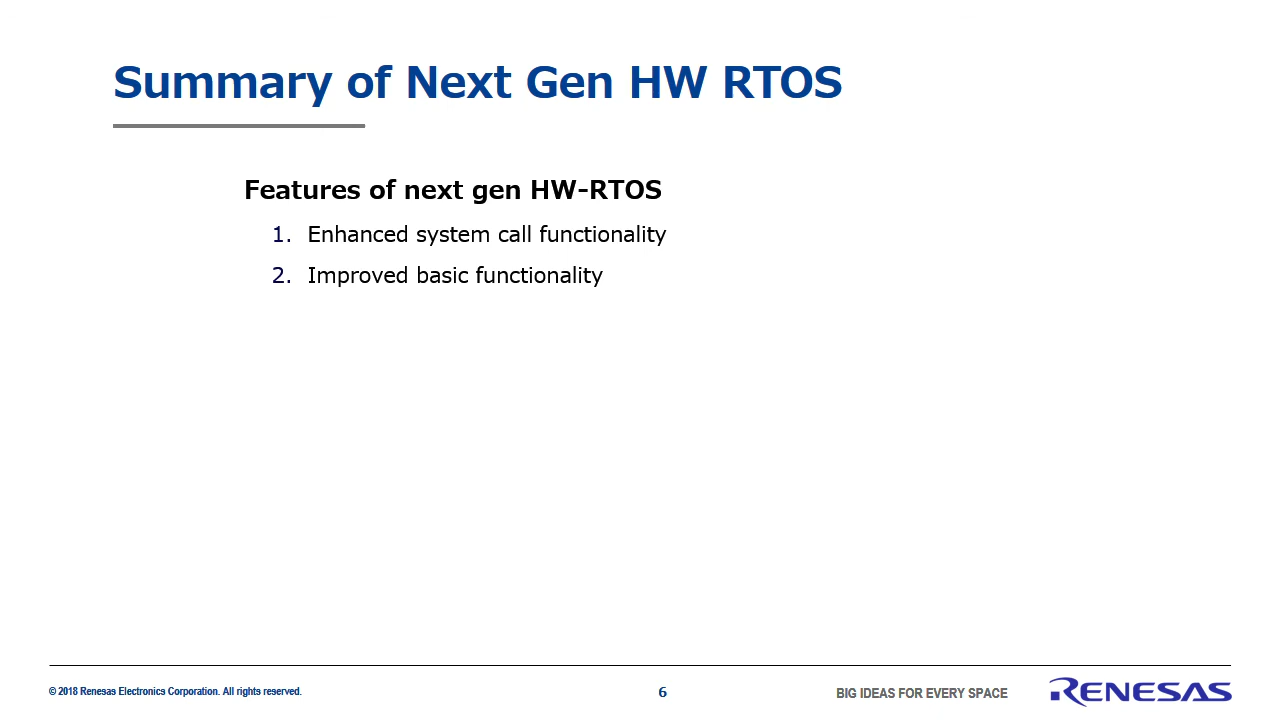 Summary of Next Gen HW RTOS
Features of next gen HW-RTOS
1. Enhanced system call functionality
2. Improved basic functionality
© 2018 Renesas Electronics Corporation. All rights reserved.
6
BIG IDEAS FOR EVERY SPACE
RENESAS